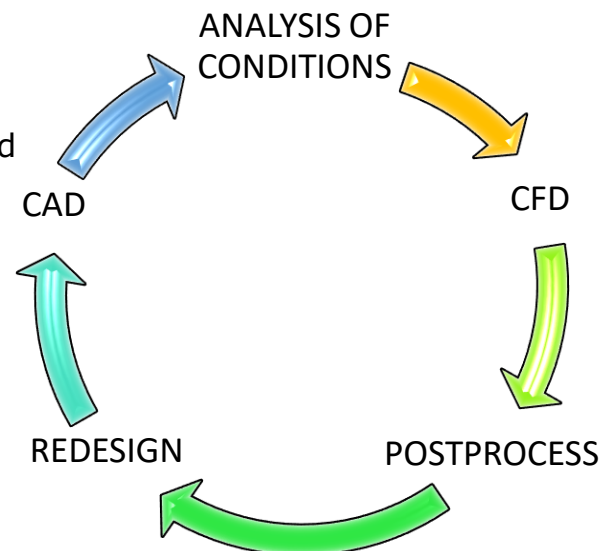 ANALYSIS OF
CONDITIONS
d
CAD
CFD
REDESIGN
POSTPROCESS